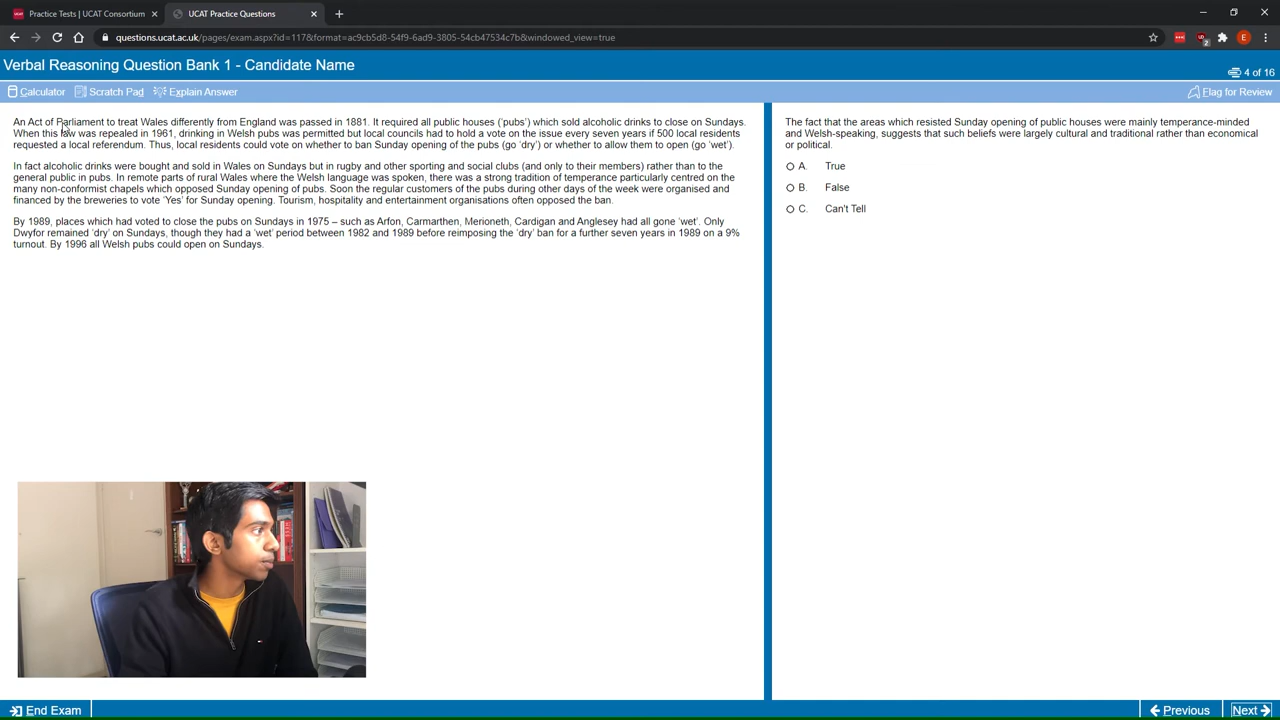 Practice Tests | UCAT Consortium
UCAT Practice Questions
questions.ucat.ac.uk/pages/exam.aspx?id=117&format=ac9cb5d8-54f9-6ad9-3805-54cb47534c7b&windowed_view=true
Verbal Reasoning Question Bank 1 - Candidate Name
4 of 16
Calculator
Scratch Pad
Explain Answer
Flag for Review
An Act of Parliament to treat Wales differently from England was passed in 1881. It required all public houses ('pubs') which sold alcoholic drinks to close on Sundays.
When this law was repealed in 1961, drinking in Welsh pubs was permitted but local councils had to hold a vote on the issue every seven years if 500 local residents
requested a local referendum. Thus, local residents could vote on whether to ban Sunday opening of the pubs (go 'dry') or whether to allow them to open (go 'wet').
In fact alcoholic drinks were bought and sold in Wales on Sundays but in rugby and other sporting and social clubs (and only to their members) rather than to the
general public in pubs. In remote parts of rural Wales where the Welsh language was spoken, there was a strong tradition of temperance particularly centred on the
many non-conformist chapels which opposed Sunday opening of pubs. Soon the regular customers of the pubs during other days of the week were organised and
financed by the breweries to vote 'Yes' for Sunday opening. Tourism, hospitality and entertainment organisations often opposed the ban.
By 1989, places which had voted to close the pubs on Sundays in 1975 – such as Arfon, Carmarthen, Merioneth, Cardigan and Anglesey had all gone 'wet'. Only
Dwyfor remained 'dry' on Sundays, though they had a 'wet' period between 1982 and 1989 before reimposing the 'dry' ban for a further seven years in 1989 on a 9%
turnout. By 1996 all Welsh pubs could open on Sundays.
The fact that the areas which resisted Sunday opening of public houses were mainly temperance-minded
and Welsh-speaking, suggests that such beliefs were largely cultural and traditional rather than economical
or political.
A. True
B. False
C. Can't Tell
End Exam
Previous
Next